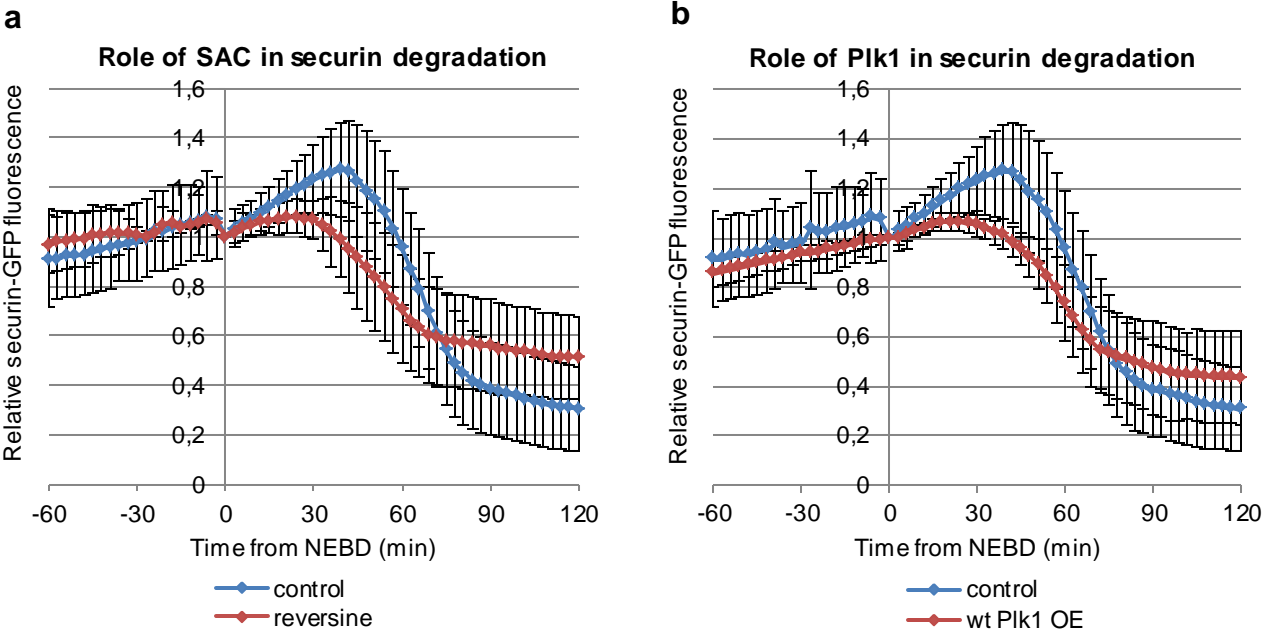 a
Role of SAC in securin degradation
Relative securin-GFP fluorescence
1,6
1,4
1,2
1
0,8
0,6
0,4
0,2
0
-60 -30 0 30 60 90 120
Time from NEBD (min)
control
reversine
b
Role of Plk1 in securin degradation
Relative securin-GFP fluorescence
1,6
1,4
1,2
1
0,8
0,6
0,4
0,2
0
-60 -30 0 30 60 90 120
Time from NEBD (min)
control
wt Plk1 OE